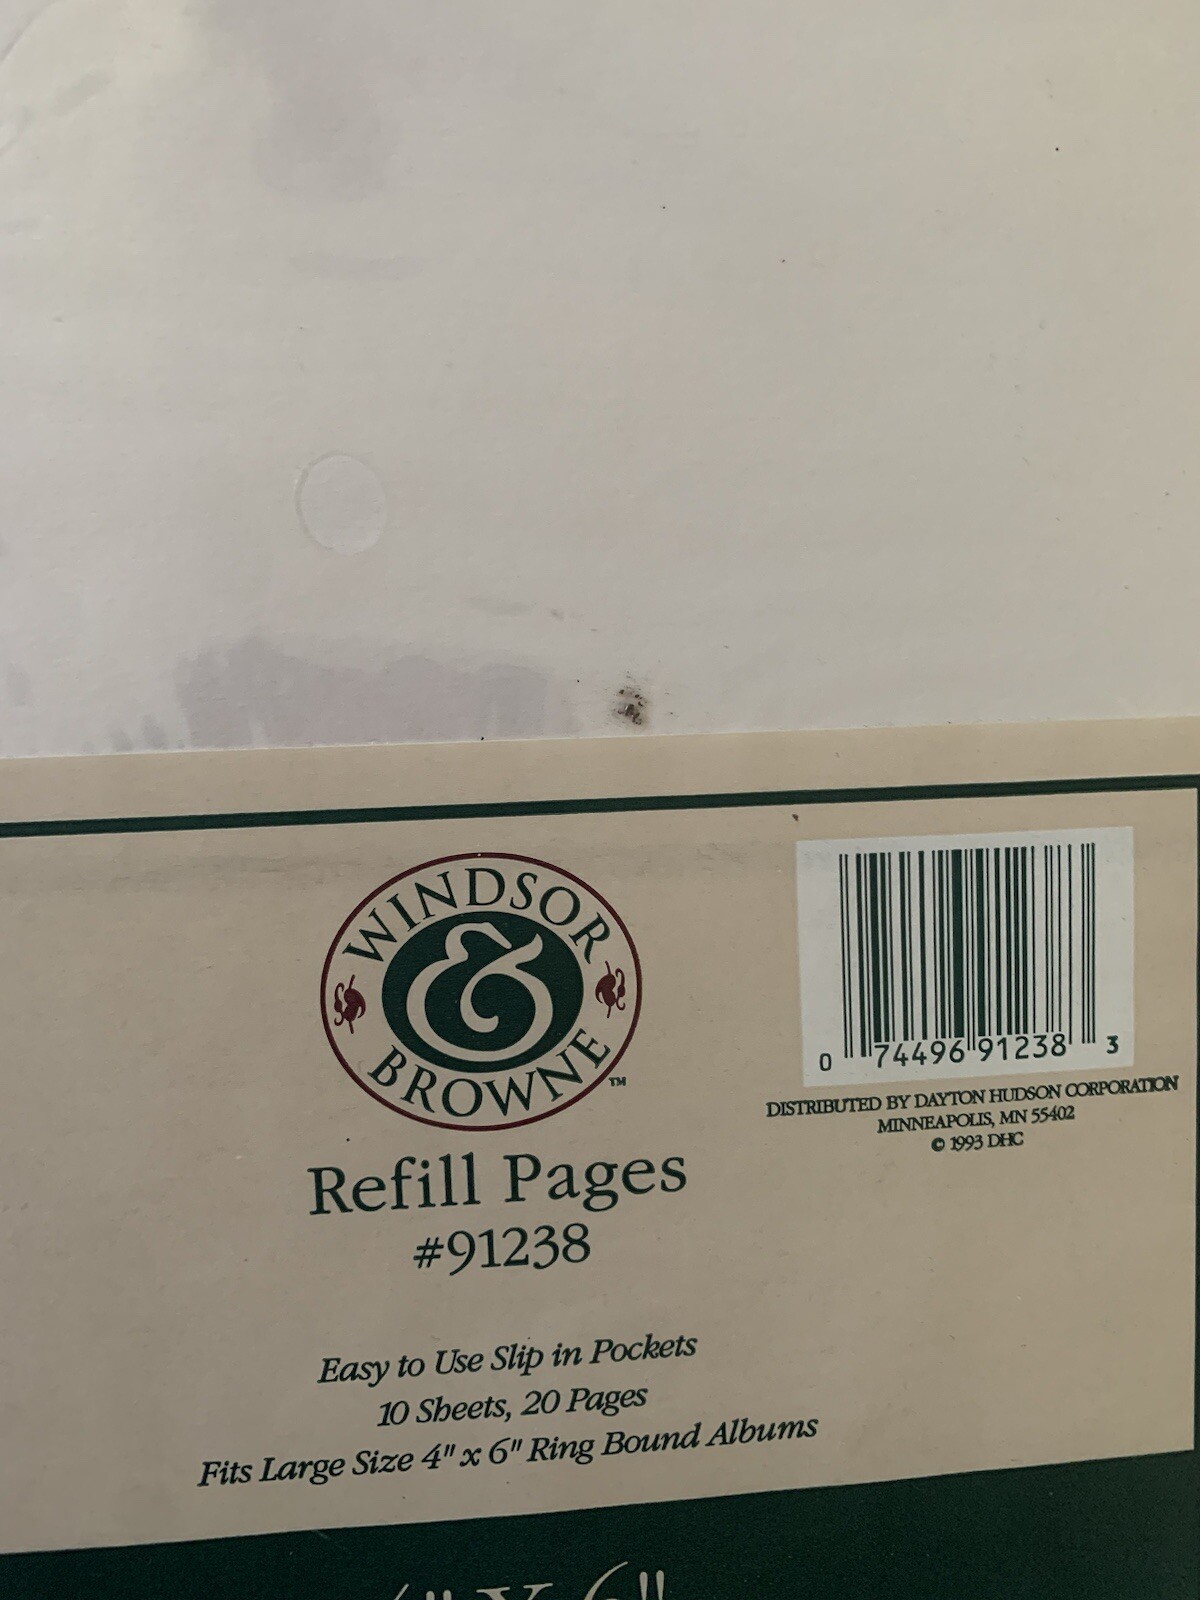 WINDSOR
&
BROWNE
TM
Refill Pages
#91238
Easy to Use Slip in Pockets
10 Sheets, 20 Pages
Fits Large Size 4" x 6" Ring Bound Albums
0 74496 91238 3
DISTRIBUTED BY DAYTON HUDSON CORPORATION
MINNEAPOLIS, MN 55402
© 1993 DHC
4" X 6"